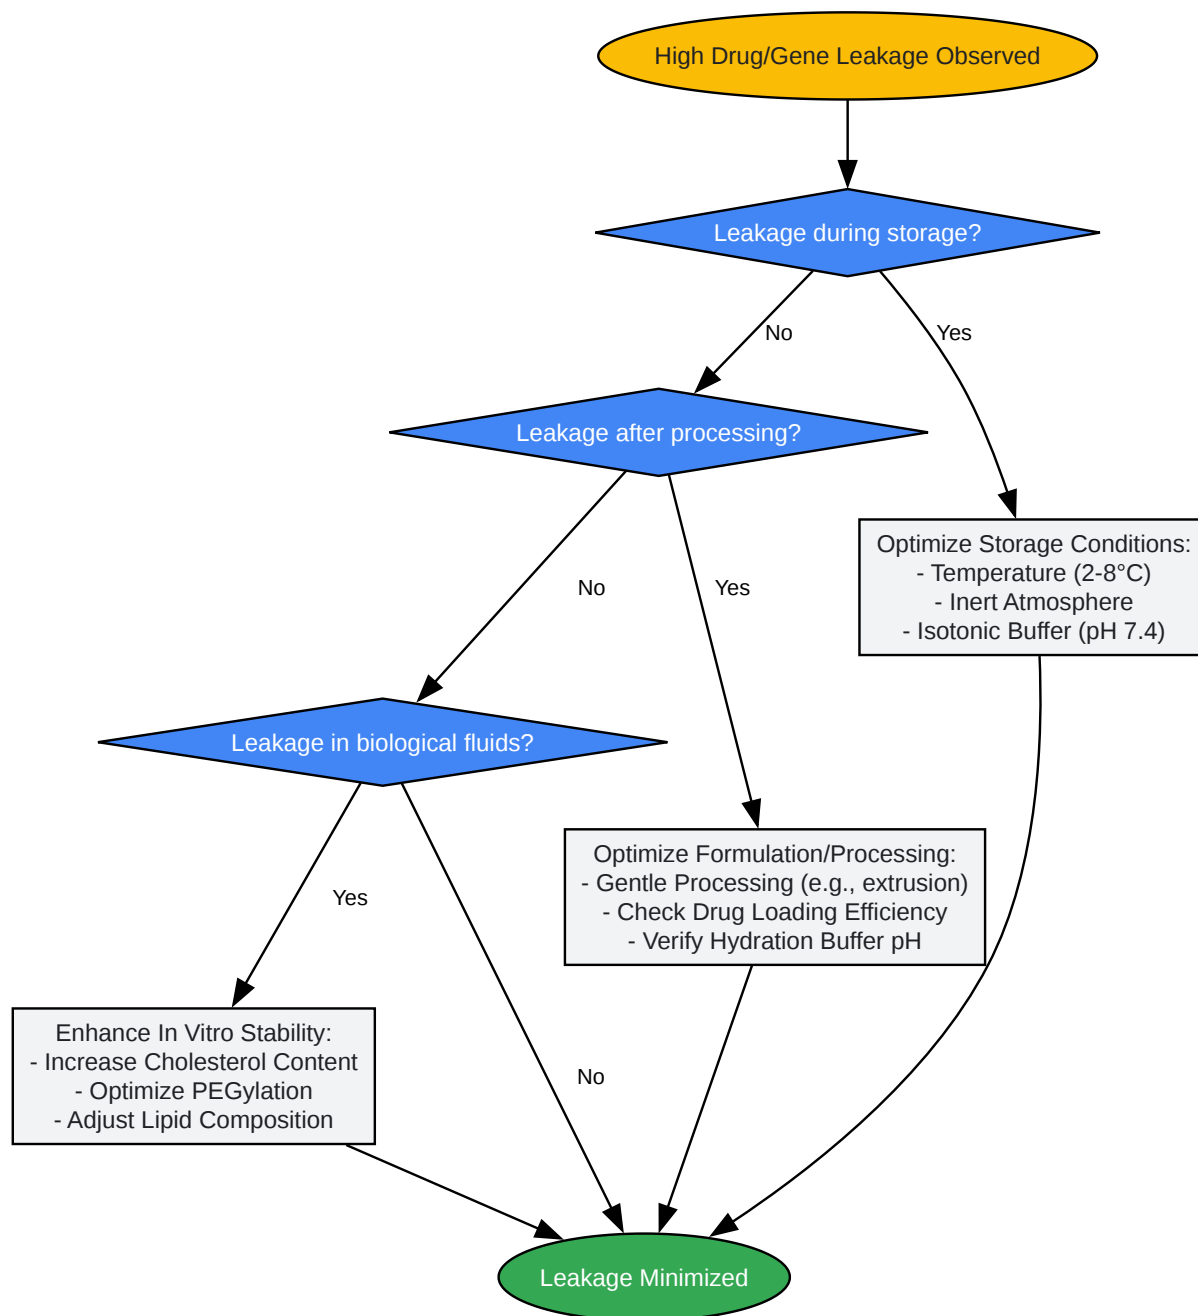 High Drug/Gene Leakage Observed
Leakage during storage?
No
Yes
Leakage after processing?
Optimize Storage Conditions:
- Temperature (2-8°C)
- Inert Atmosphere
- Isotonic Buffer (pH 7.4)
No
Yes
Leakage in biological fluids?
Optimize Formulation/Processing:
- Gentle Processing (e.g., extrusion)
- Check Drug Loading Efficiency
- Verify Hydration Buffer pH
Yes
No
Enhance In Vitro Stability:
- Increase Cholesterol Content
- Optimize PEGylation
- Adjust Lipid Composition
Leakage Minimized